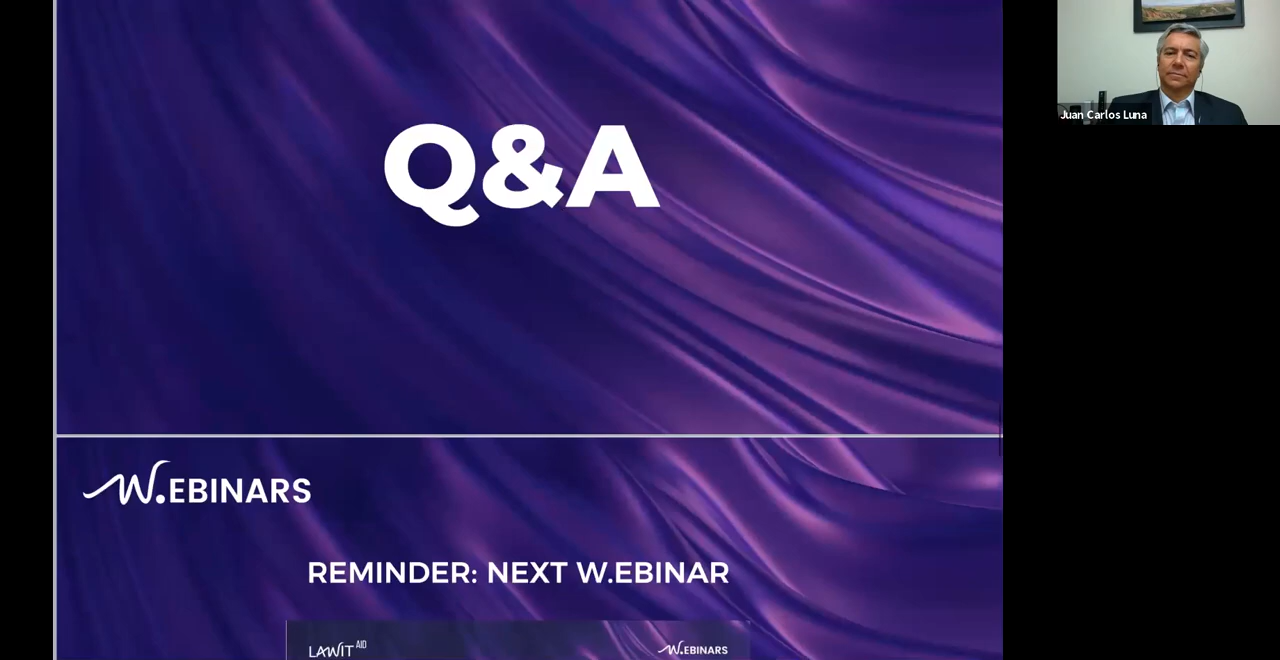 Q&A
Juan Carlos Luna
W.EBINARS
REMINDER: NEXT W.EBINAR
LAWIT AID
W.EBINARS